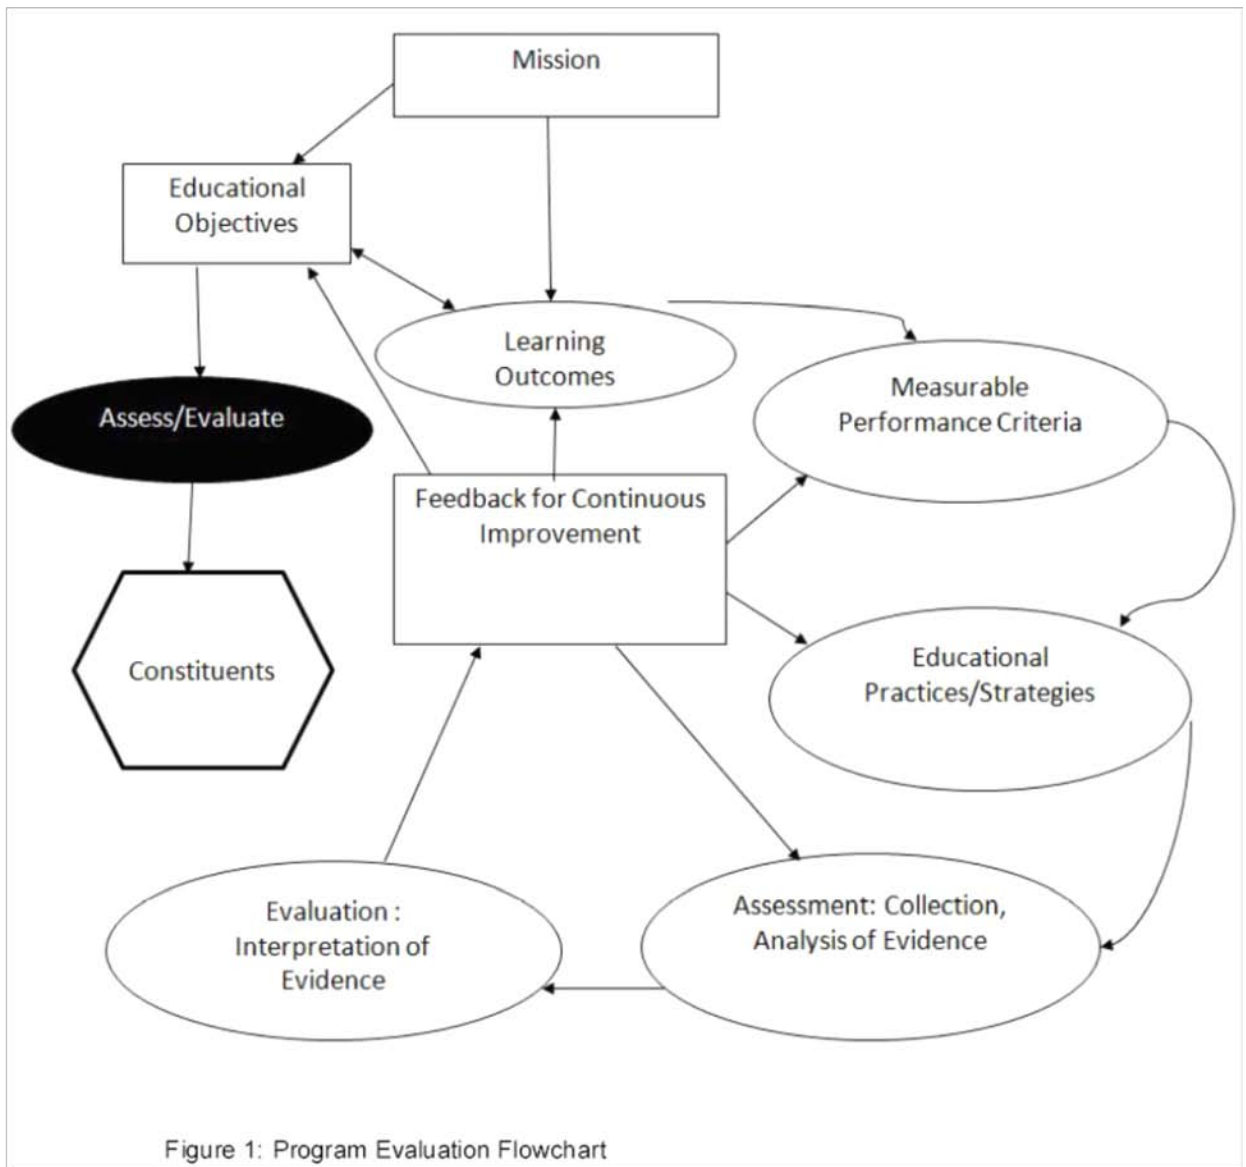 Mission
Educational
Objectives
Learning
Outcomes
Measurable
Performance Criteria
Assess/Evaluate
Feedback for Continuous
Improvement
Constituents
Educational
Practices/Strategies
Evaluation :
Interpretation of
Evidence
Assessment: Collection,
Analysis of Evidence
Figure 1: Program Evaluation Flowchart